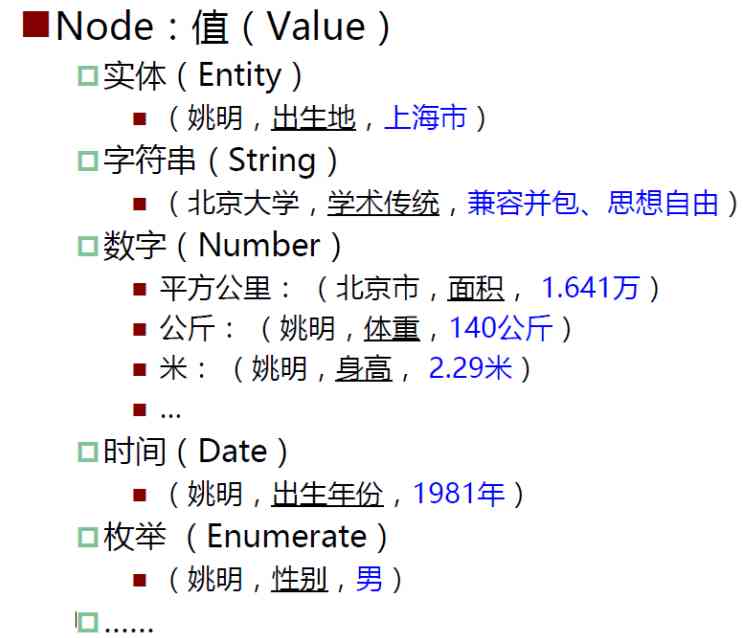 Node：值（Value）
实体（Entity）
（姚明，出生地，上海市）
字符串（String）
（北京大学，学术传统，兼容并包、思想自由）
数字（Number）
平方公里：（北京市，面积， 1.641万）
公斤：（姚明，体重，140公斤）
米：（姚明，身高， 2.29米）
...
时间（Date）
（姚明，出生年份，1981年）
枚举（Enumerate）
（姚明，性别，男）
......